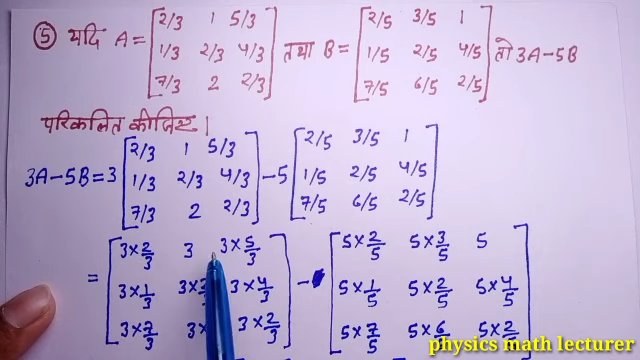 ⑤ यदि A = [2/3 1 5/3 तथा B = [2/5 3/5 1 तो 3A-5B
1/3 2/3 4/3 1/5 2/5 4/5
7/3 2 2/3] 7/5 6/5 2/5]
परिकलित कीजिए।
3A-5B = 3 [2/3 1 5/3 -5 [2/5 3/5 1
1/3 2/3 4/3 1/5 2/5 4/5
7/3 2 2/3] 7/5 6/5 2/5]
= [3×2/3 3 3×5/3 - [5×2/5 5×3/5 5
3×1/3 3×2/ 3×4/3 5×1/5 5×2/5 5×4/5
3×7/3 3× 3×2/3] 5×7/5 5×6/ 5×2/]
physics math lecturer